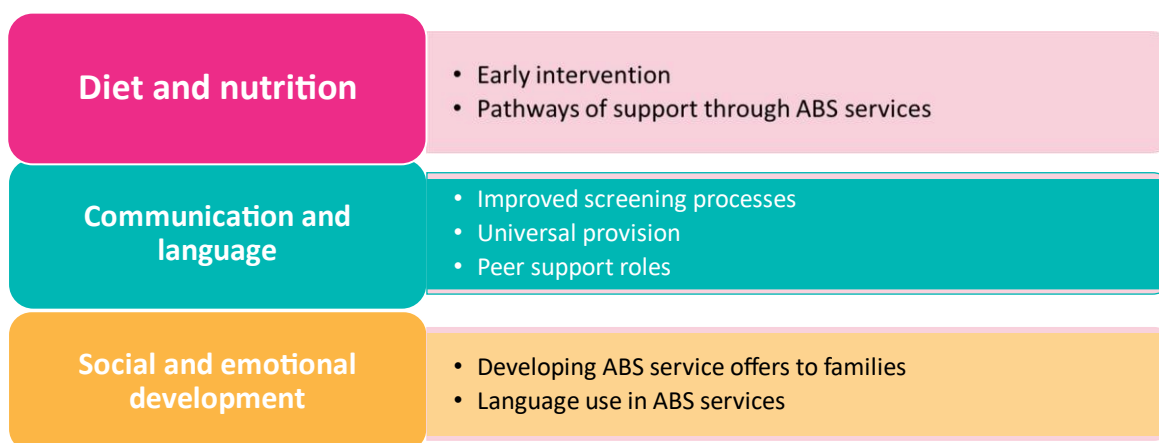 Diet and nutrition
• Early intervention
• Pathways of support through ABS services
Communication and
language
• Improved screening processes
• Universal provision
• Peer support roles
Social and emotional
development
• Developing ABS service offers to families
• Language use in ABS services